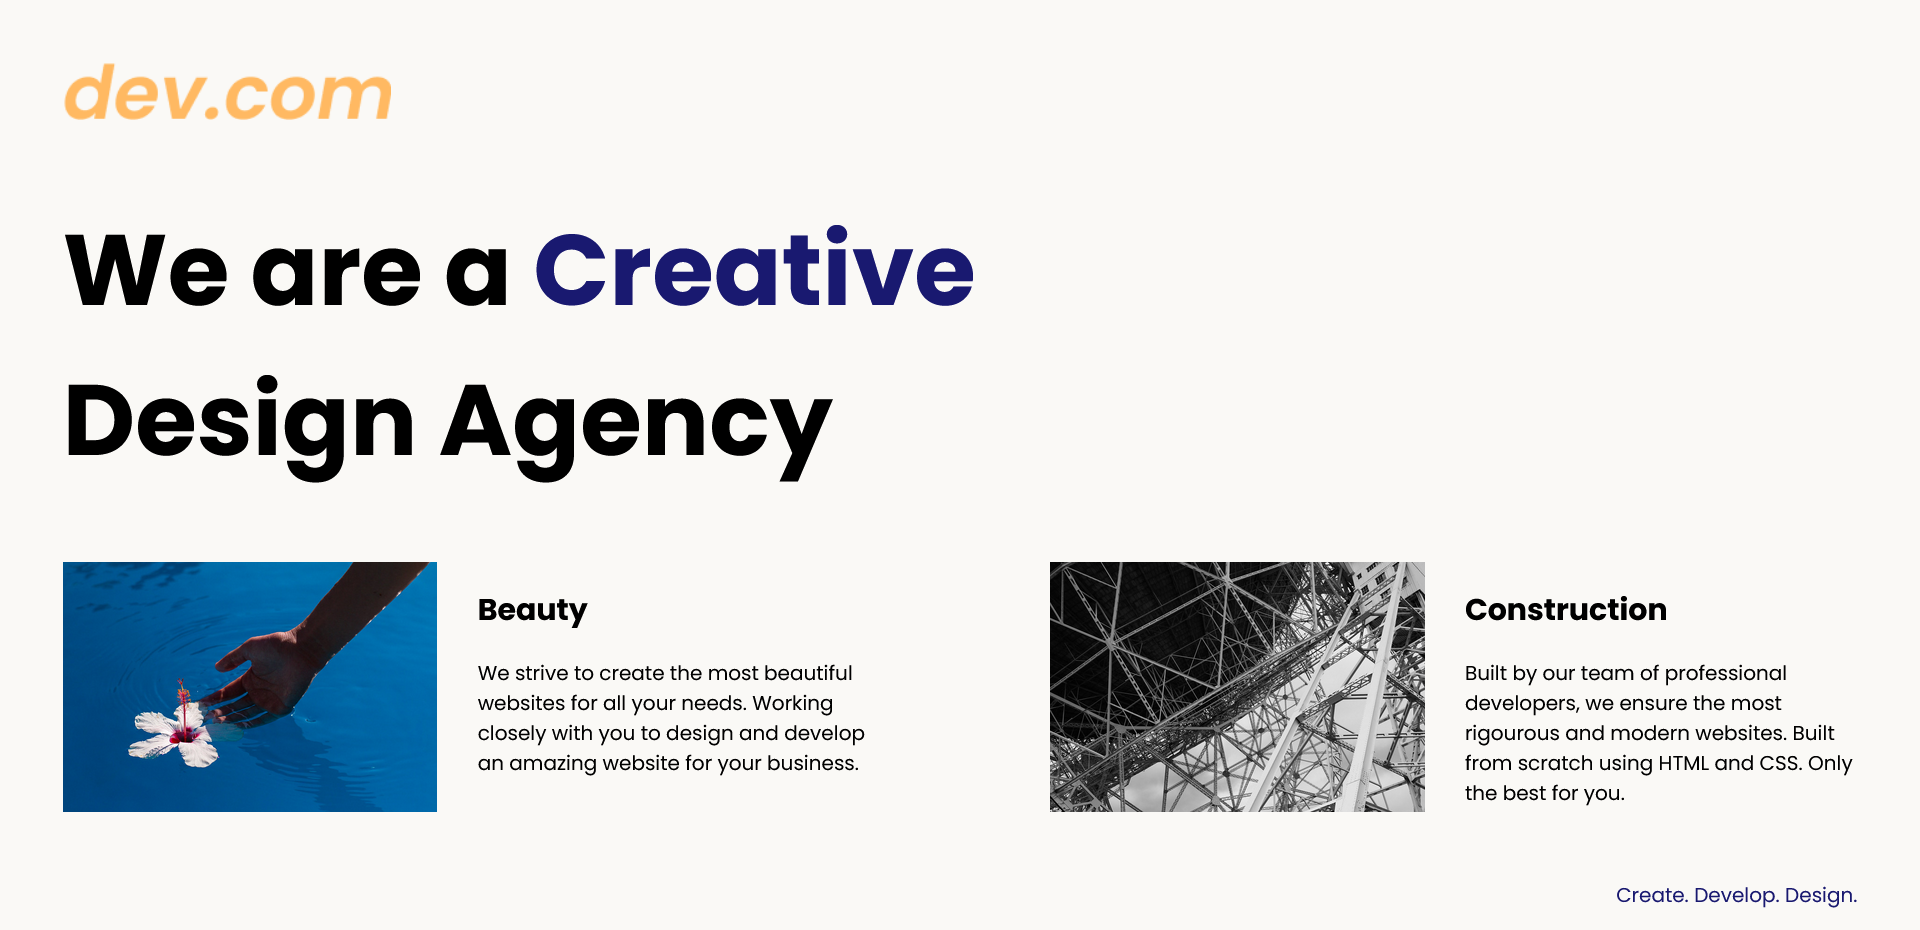 dev.com
We are a Creative
Design Agency
Beauty
We strive to create the most beautiful
websites for all your needs. Working
closely with you to design and develop
an amazing website for your business.
Construction
Built by our team of professional
developers, we ensure the most
rigourous and modern websites. Built
from scratch using HTML and CSS. Only
the best for you.
Create. Develop. Design.